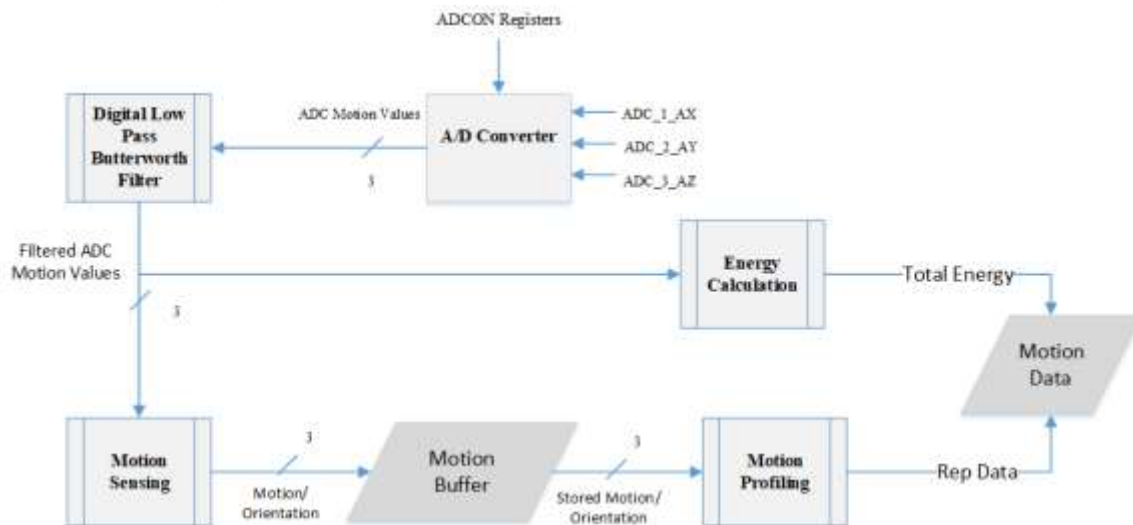 ADCON Registers
Digital Low
Pass
Butterworth
Filter
ADC Motion Values
3
A/D Converter
ADC_1_AX
ADC_2_AY
ADC_3_AZ
Filtered ADC
Motion Values
3
Energy
Calculation
Total Energy
Motion
Data
Motion
Sensing
3
Motion/
Orientation
Motion
Buffer
3
Stored Motion/
Orientation
Motion
Profiling
Rep Data